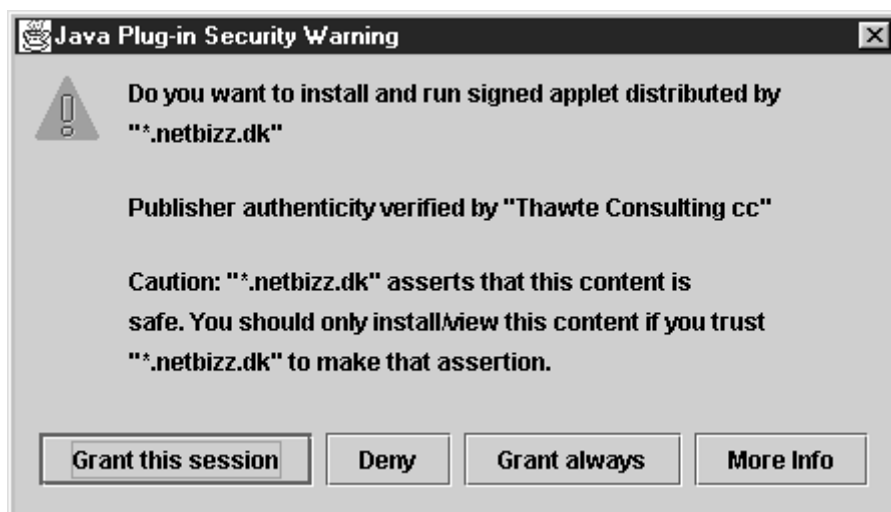 Java Plug-in Security Warning
Do you want to install and run signed applet distributed by
"*.netbizz.dk"
Publisher authenticity verified by "Thawte Consulting cc"
Caution: "*.netbizz.dk" asserts that this content is
safe. You should only install/view this content if you trust
"*.netbizz.dk" to make that assertion.
Grant this session Deny Grant always More Info